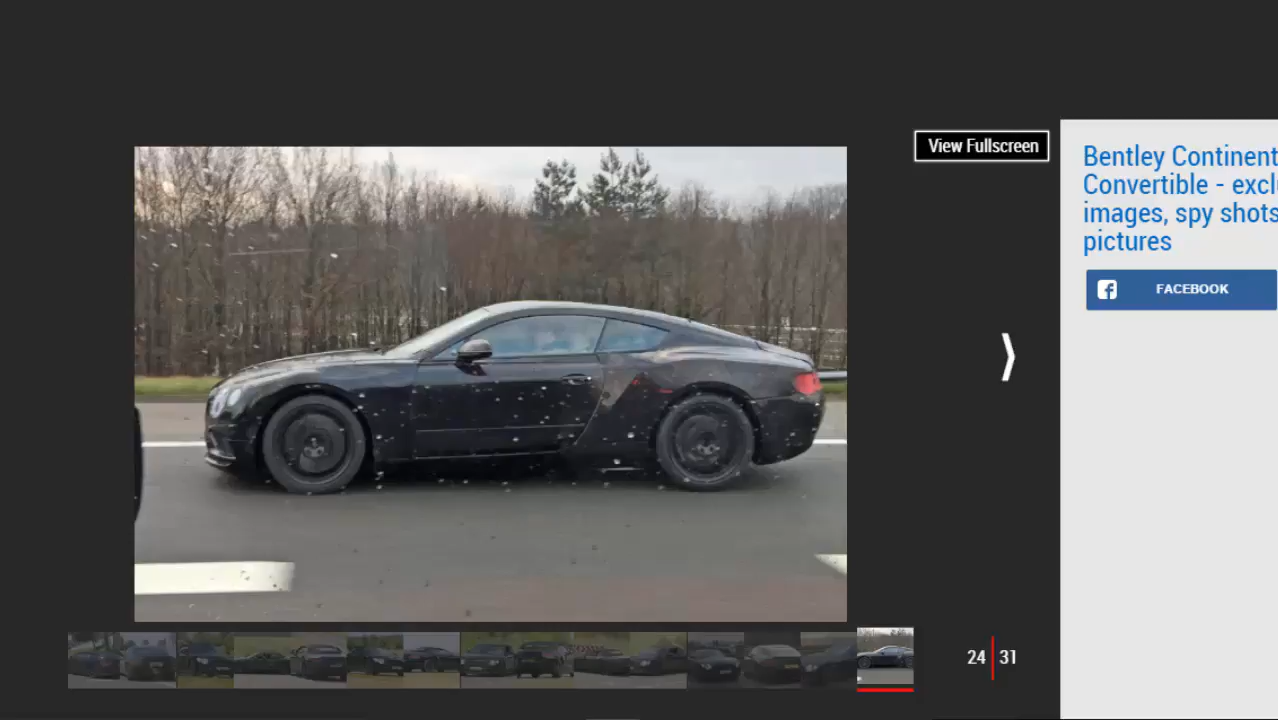 View Fullscreen
Bentley Continent
Convertible - excl
images, spy shots
pictures
FACEBOOK
24 31